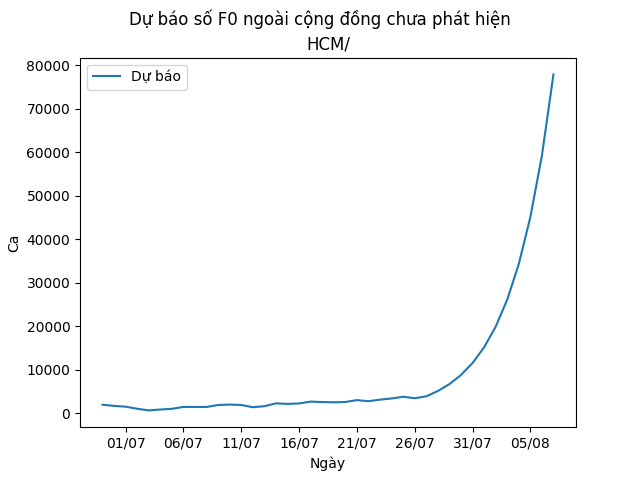 Dự báo số F0 ngoài cộng đồng chưa phát hiện
HCM/
Dự báo
80000
70000
60000
50000
40000
30000
20000
10000
0
Ca
01/07 06/07 11/07 16/07 21/07 26/07 31/07 05/08
Ngày